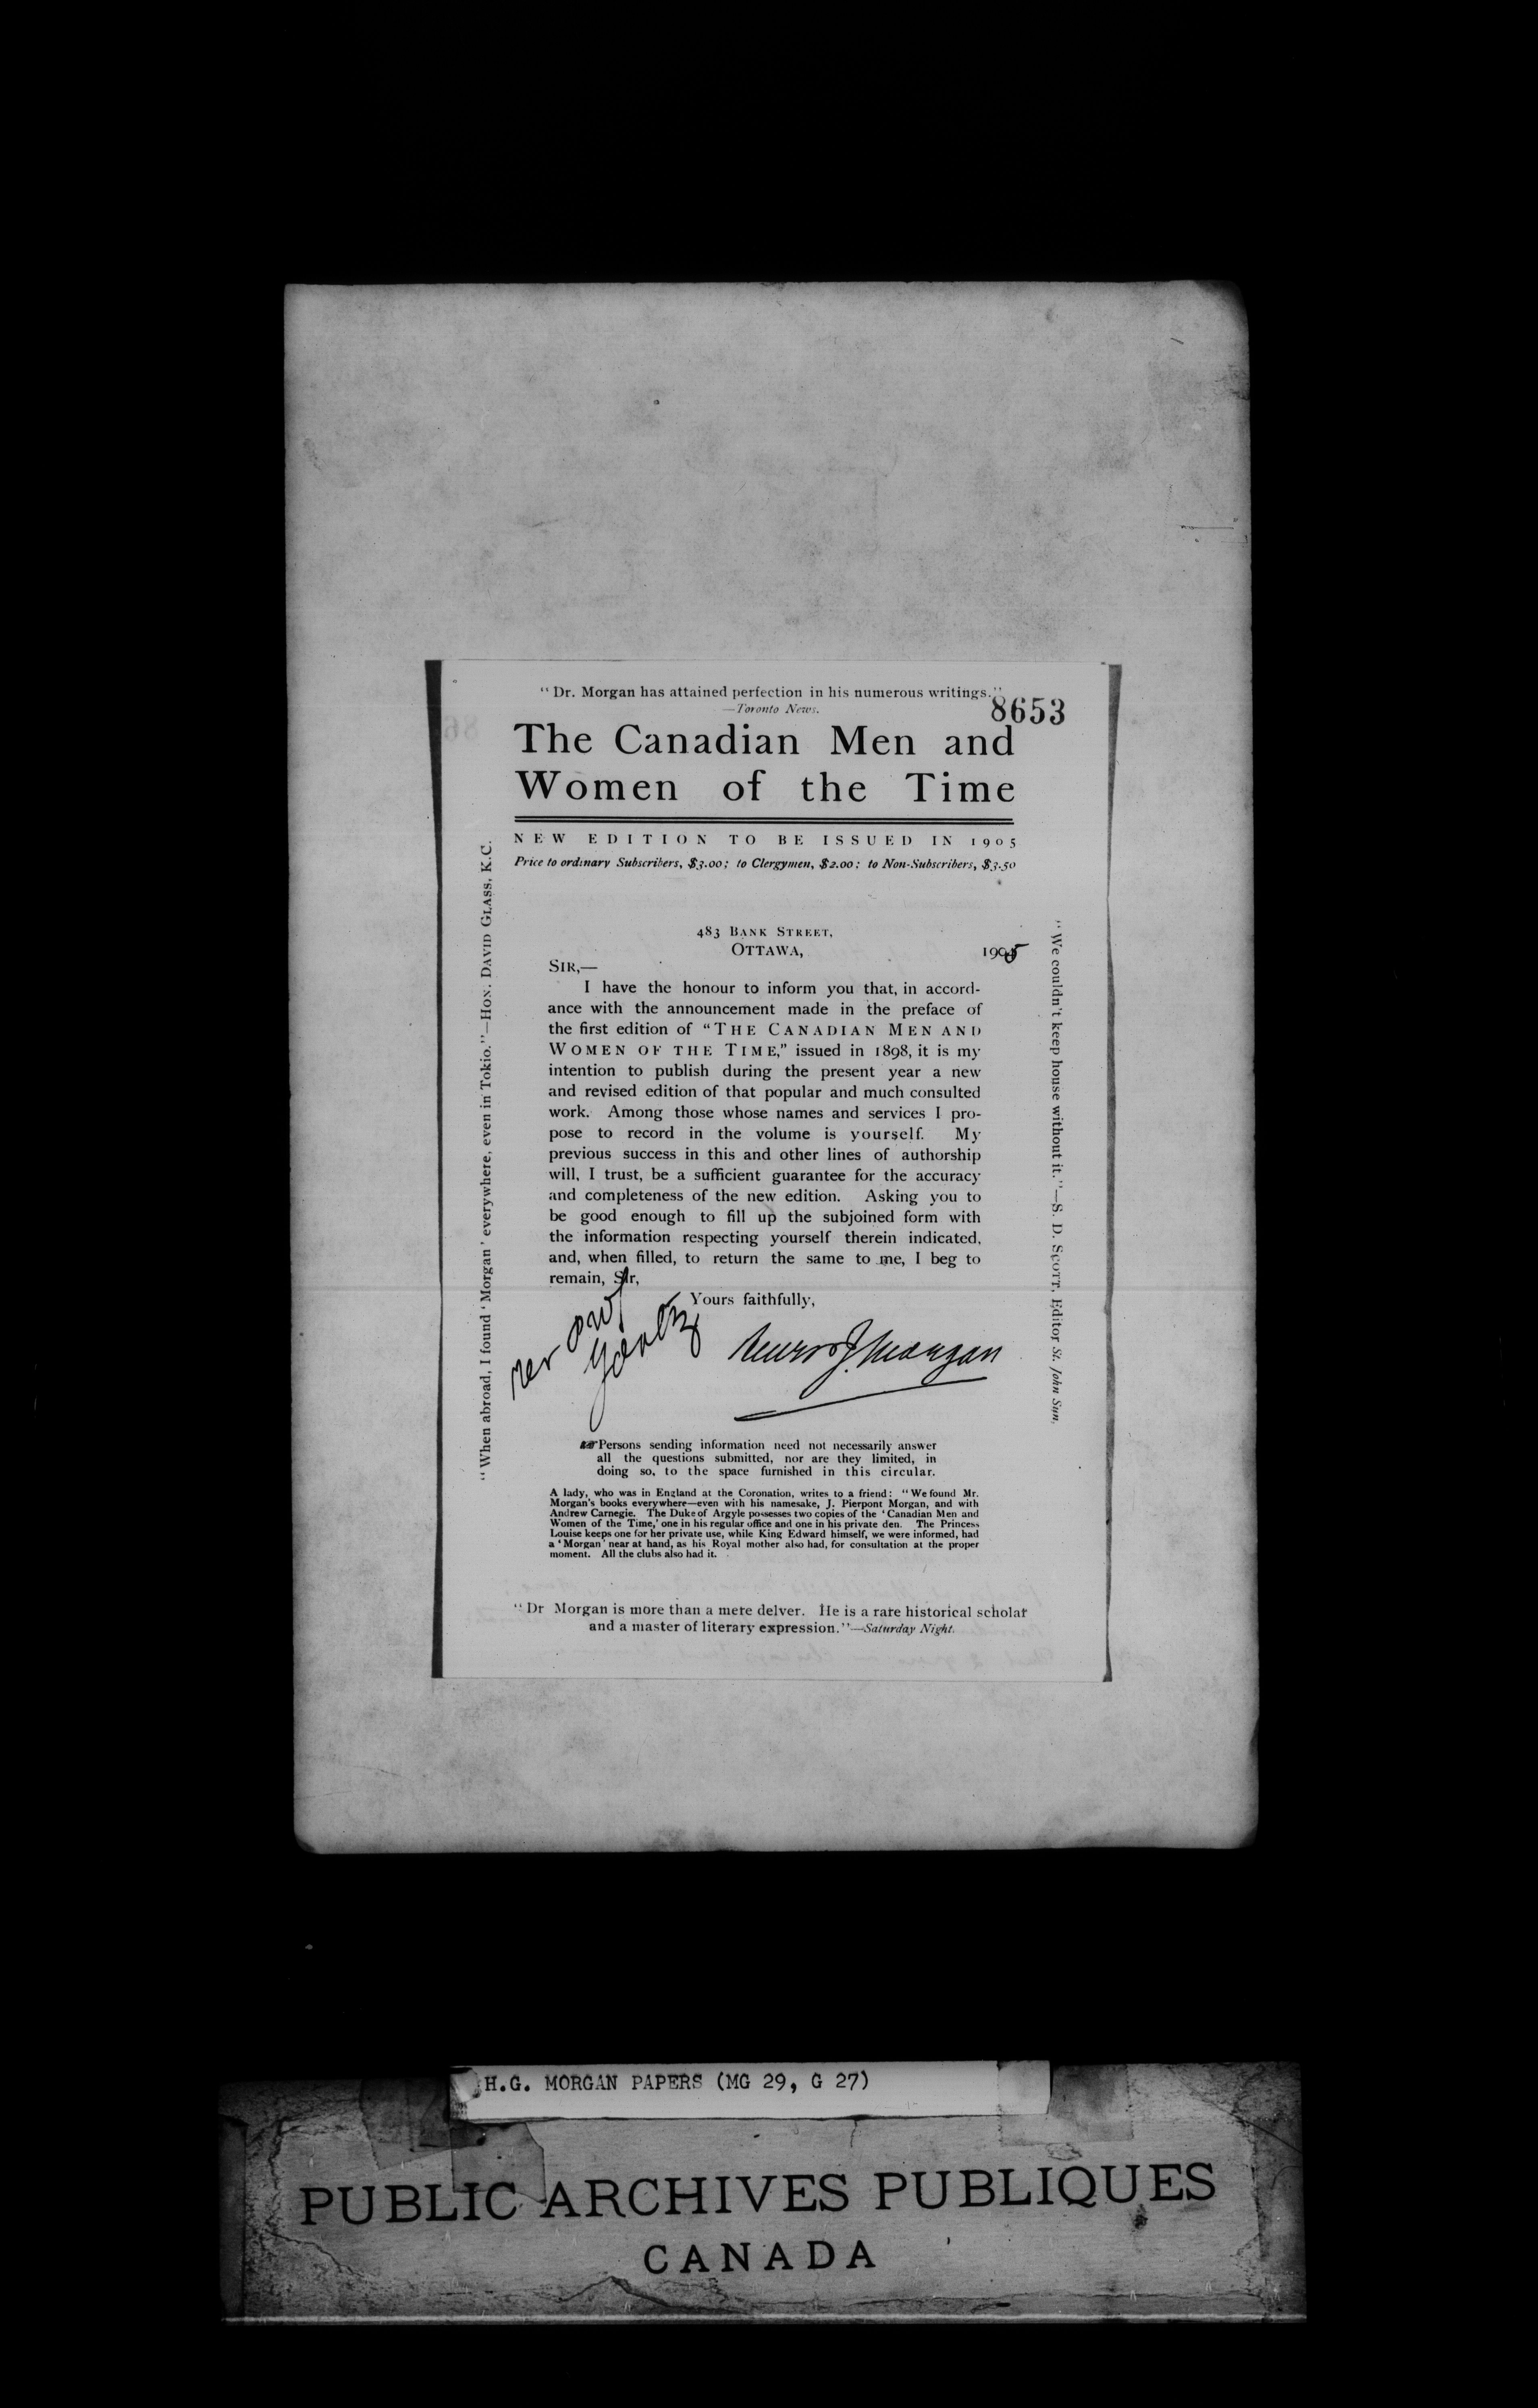 "Dr. Morgan has attained perfection in his numerous writings."
—Toronto News.
8653
The Canadian Men and
Women of the Time
NEW EDITION TO BE ISSUED IN 1905
Price to ordinary Subscribers, $3.00; to Clergymen, $2.00; to Non-Subscribers, $3.50
483 BANK STREET,
OTTAWA, 1905
SIR,—
I have the honour to inform you that, in accord-
ance with the announcement made in the preface of
the first edition of "THE CANADIAN MEN AND
WOMEN OF THE TIME," issued in 1898, it is my
intention to publish during the present year a new
and revised edition of that popular and much consulted
work. Among those whose names and services I pro-
pose to record in the volume is yourself. My
previous success in this and other lines of authorship
will, I trust, be a sufficient guarantee for the accuracy
and completeness of the new edition. Asking you to
be good enough to fill up the subjoined form with
the information respecting yourself therein indicated,
and, when filled, to return the same to me, I beg to
remain, Sir,
Yours faithfully,
Henry J. Morgan
Persons sending information need not necessarily answer
all the questions submitted, nor are they limited, in
doing so, to the space furnished in this circular.
A lady, who was in England at the Coronation, writes to a friend: "We found Mr.
Morgan's books everywhere—even with his namesake, J. Pierpont Morgan, and with
Andrew Carnegie. The Duke of Argyle possesses two copies of the 'Canadian Men and
Women of the Time,' one in his regular office and one in his private den. The Princess
Louise keeps one for her private use, while King Edward himself, we were informed, had
a 'Morgan' near at hand, as his Royal mother also had, for consultation at the proper
moment. All the clubs also had it.
"Dr Morgan is more than a mere delver. He is a rare historical scholar
and a master of literary expression."—Saturday Night.
"When abroad, I found 'Morgan' everywhere, even in Tokio."—HON. DAVID GLASS, K.C.
"We couldn't keep house without it."—S. D. SCOTT, Editor St. John Sun.
H.G. MORGAN PAPERS (MG 29, G 27)
PUBLIC ARCHIVES PUBLIQUES
CANADA